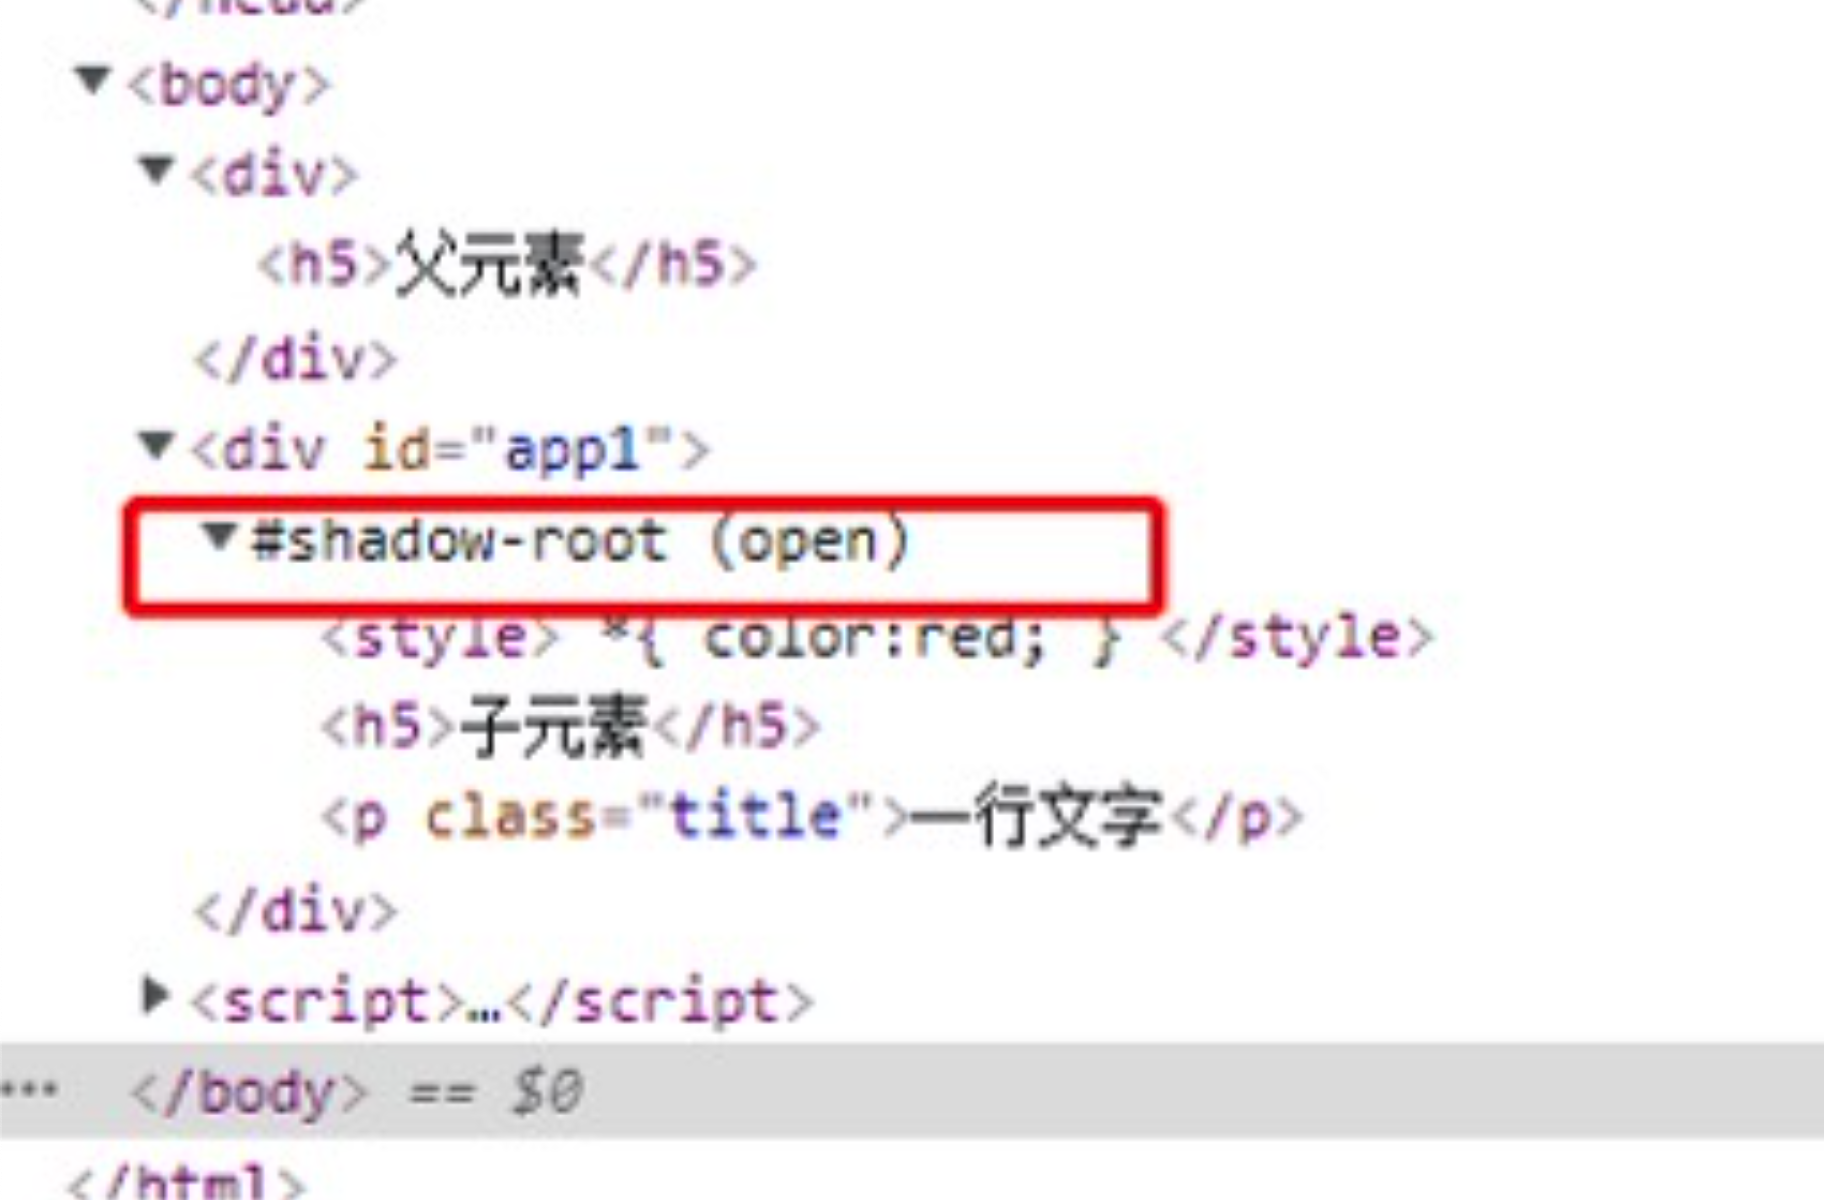 </head>
<body>
<div>
<h5>父元素</h5>
</div>
<div id="app1">
#shadow-root (open)
<style> *{ color:red; } </style>
<h5>子元素</h5>
<p class="title">一行文字</p>
</div>
<script>…</script>
… </body> == $0
</html>